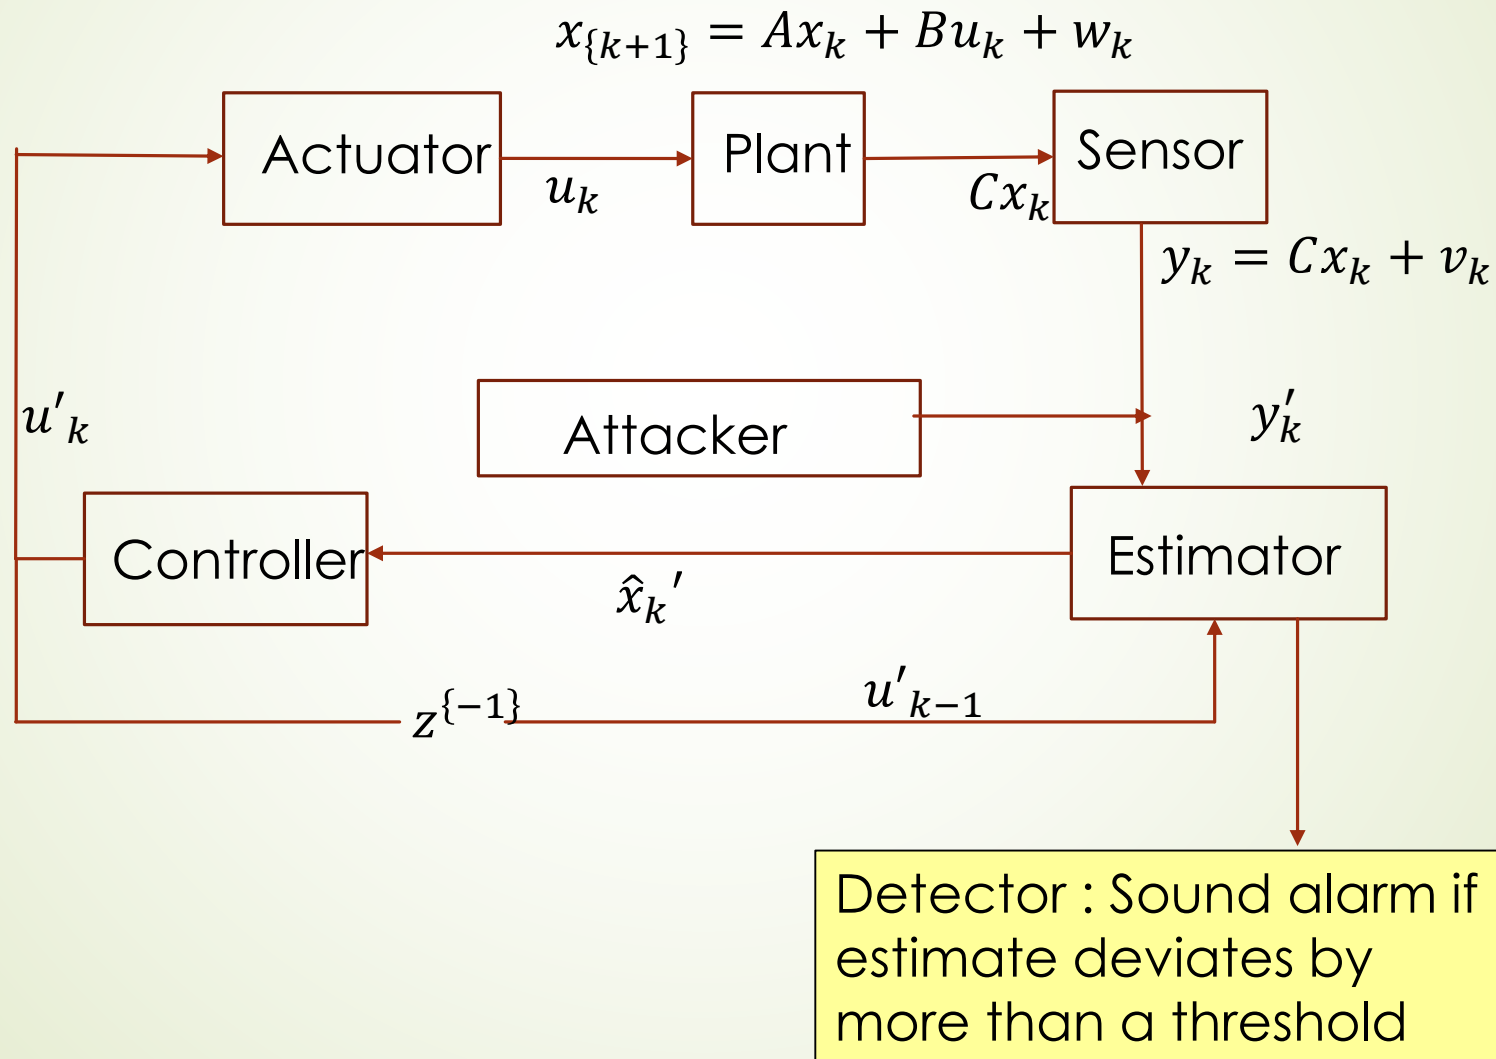 x_{k+1} = Ax_k + Bu_k + w_k
Actuator
Plant
Sensor
u_k
Cx_k
y_k = Cx_k + v_k
u'_k
Attacker
y'_k
Controller
Estimator
x̂_k'
z^{-1}
u'_{k-1}
Detector : Sound alarm if
estimate deviates by
more than a threshold